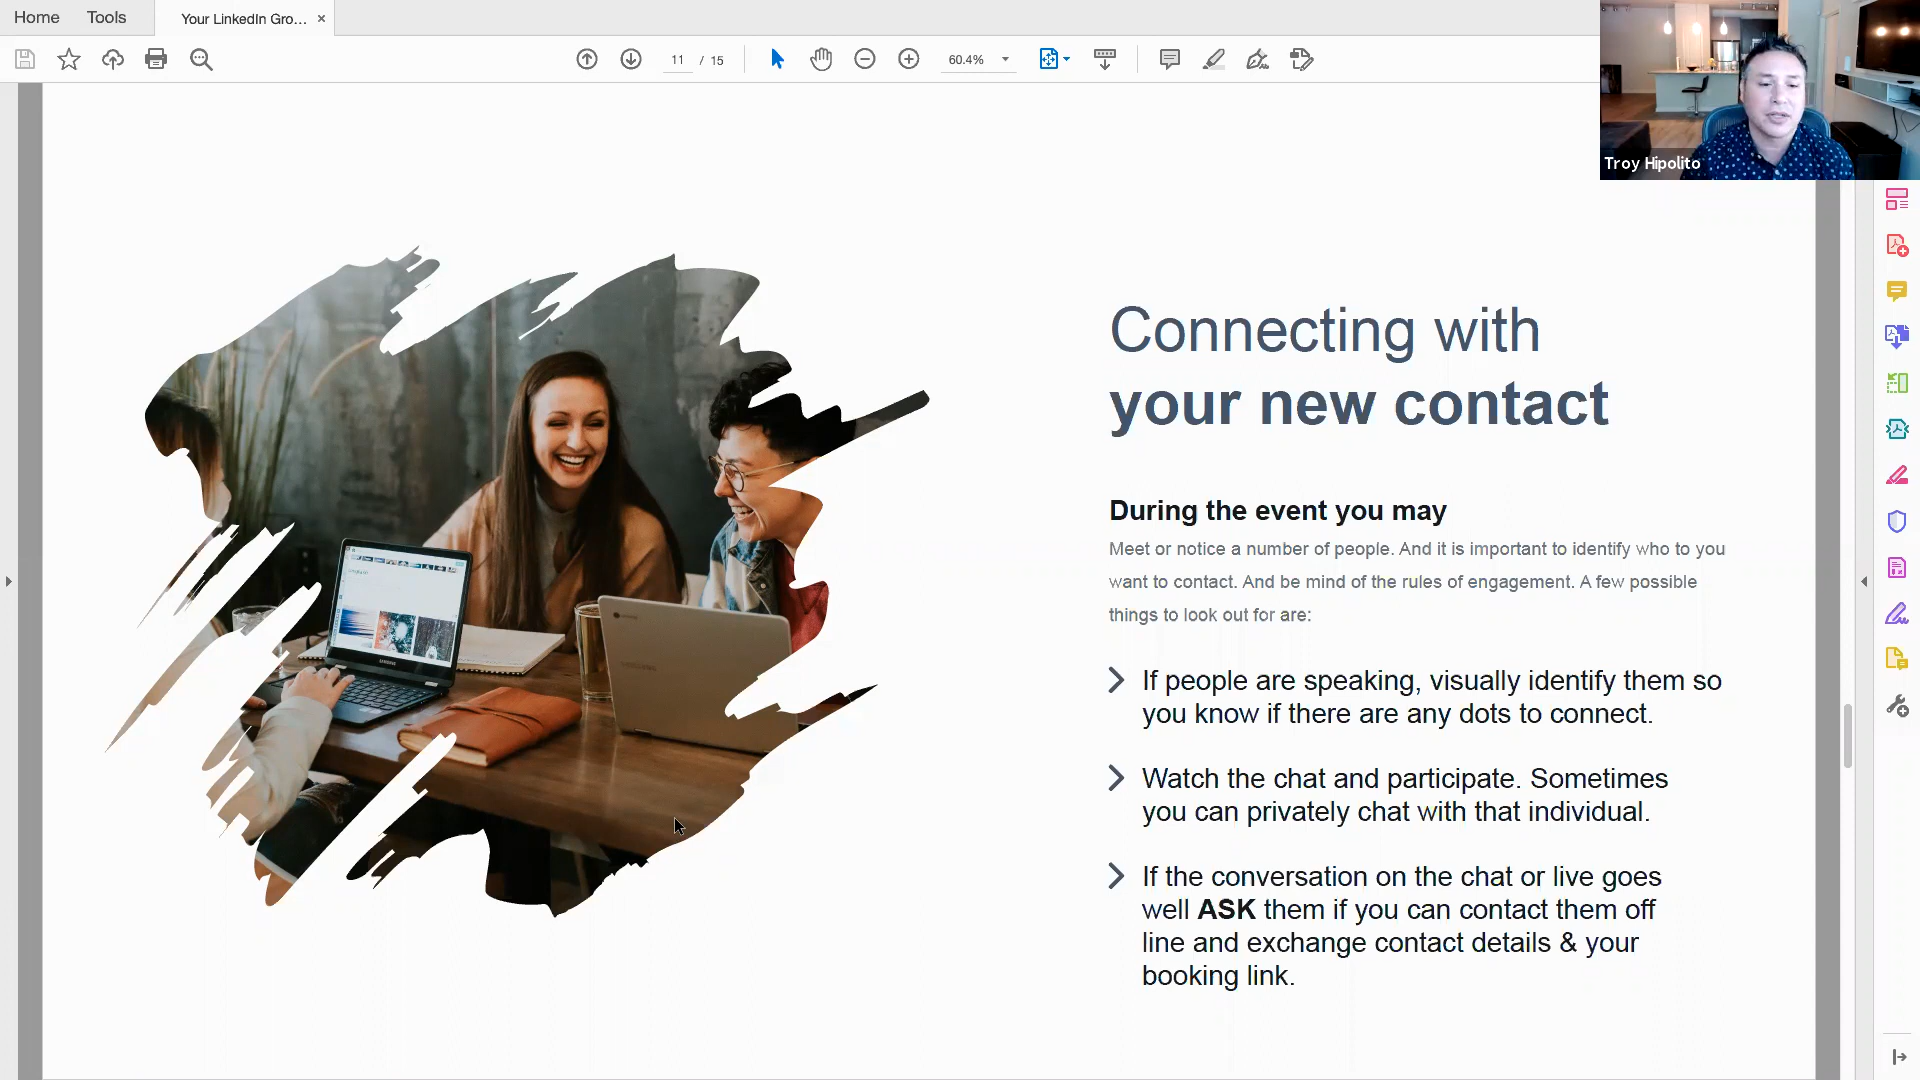 Home Tools Your LinkedIn Gro... ×
11 / 15 60.4%
Troy Hipolito
Connecting with
your new contact
During the event you may
Meet or notice a number of people. And it is important to identify who to you
want to contact. And be mind of the rules of engagement. A few possible
things to look out for are:
If people are speaking, visually identify them so
you know if there are any dots to connect.
Watch the chat and participate. Sometimes
you can privately chat with that individual.
If the conversation on the chat or live goes
well ASK them if you can contact them off
line and exchange contact details & your
booking link.